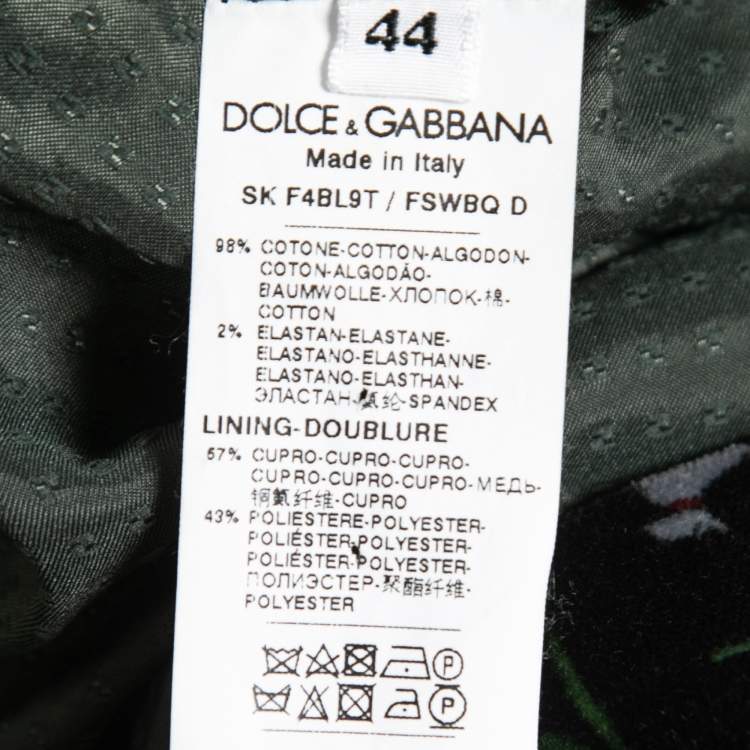 44
DOLCE & GABBANA
Made in Italy
SK F4BL9T / FSWBQ D
98% COTONE-COTTON-ALGODON-
COTON-ALGODÃO-
BAUMWOLLE-ХЛОПОК-棉-
COTTON
2% ELASTAN-ELASTANE-
ELASTANO-ELASTHANNE-
ELASTANO-ELASTHAN-
ЭЛАСТАН-氨纶-SPANDEX
LINING-DOUBLURE
57% CUPRO-CUPRO-CUPRO-
CUPRO-CUPRO-CUPRO-МЕДЬ-
铜氨纤维-CUPRO
43% POLIESTERE-POLYESTER-
POLIÉSTER-POLYESTER-
POLIÉSTER-POLYESTER-
ПОЛИЭСТЕР-聚酯纤维-
POLYESTER
P
P